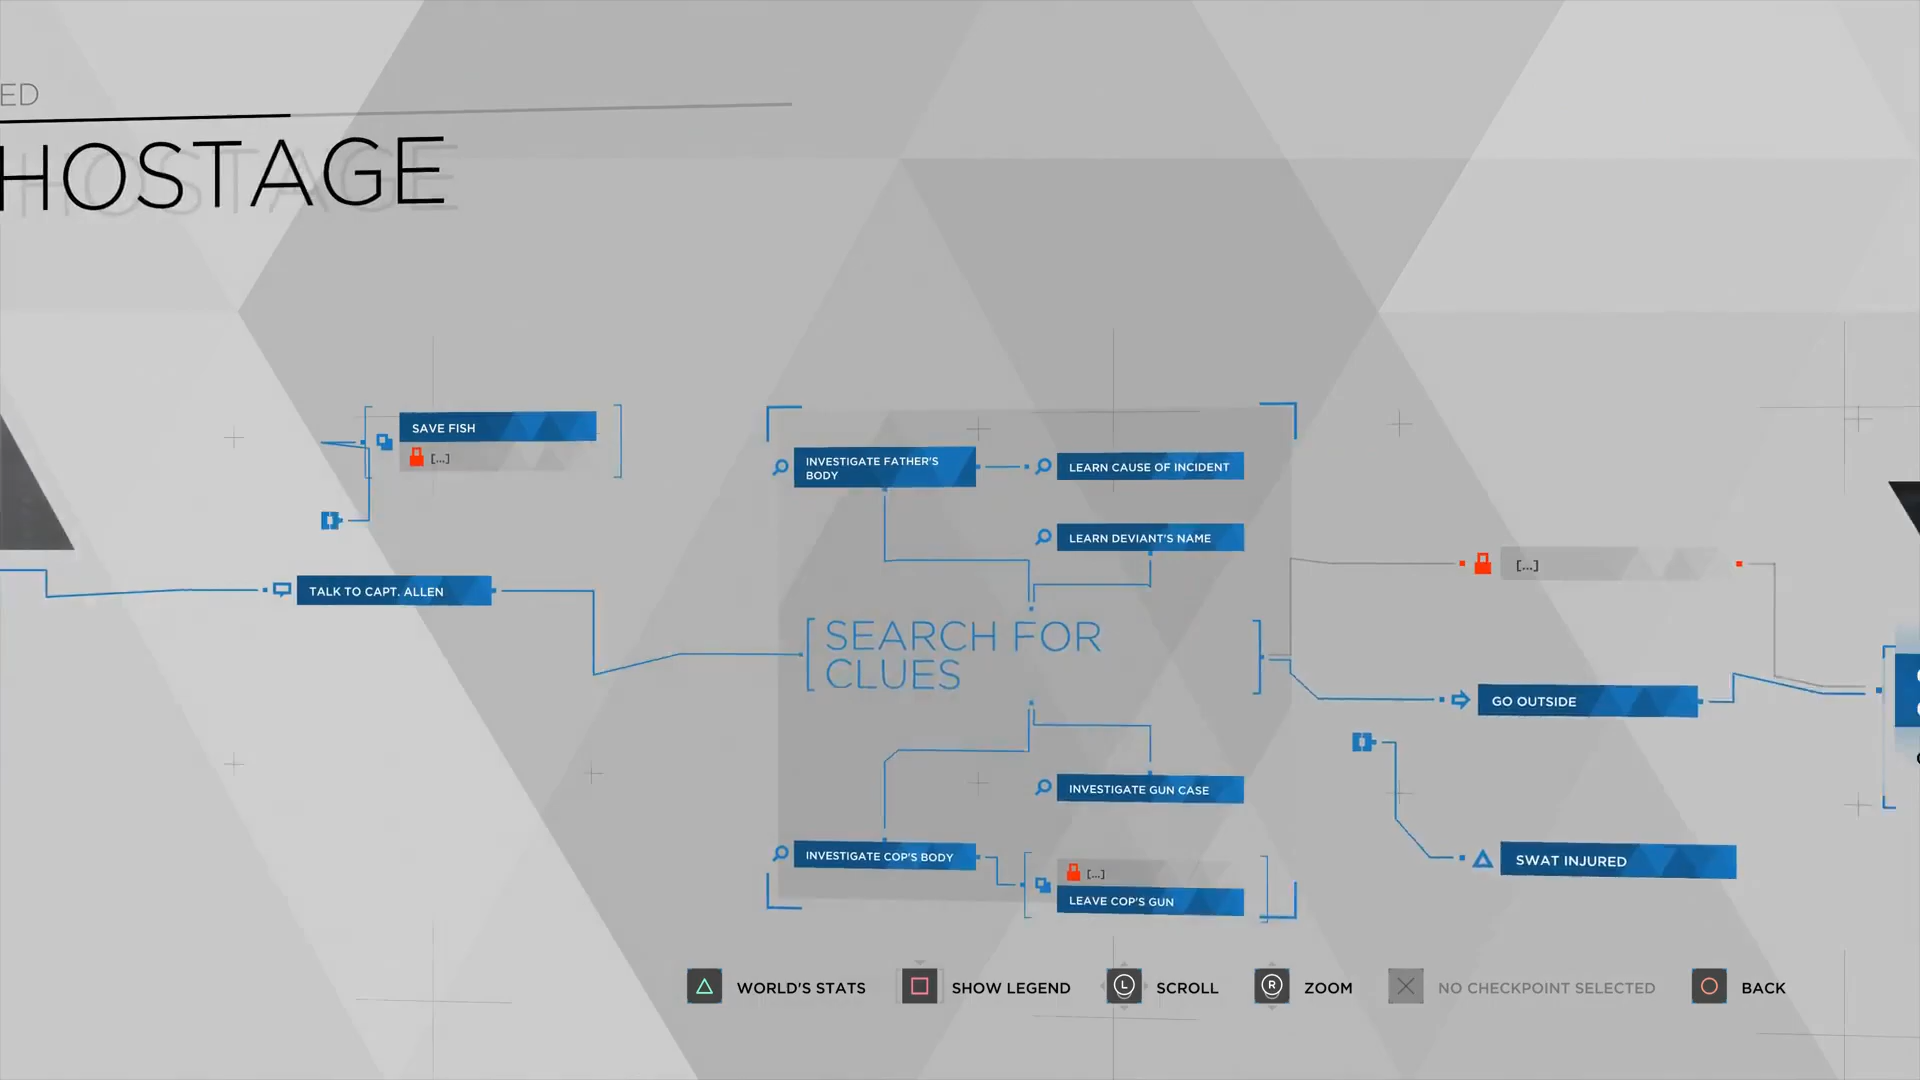 ED
HOSTAGE
SAVE FISH
[...]
TALK TO CAPT. ALLEN
INVESTIGATE FATHER'S
BODY
LEARN CAUSE OF INCIDENT
LEARN DEVIANT'S NAME
SEARCH FOR
CLUES
[...]
GO OUTSIDE
INVESTIGATE GUN CASE
INVESTIGATE COP'S BODY
[...]
LEAVE COP'S GUN
SWAT INJURED
WORLD'S STATS
SHOW LEGEND
L
SCROLL
R
ZOOM
NO CHECKPOINT SELECTED
BACK